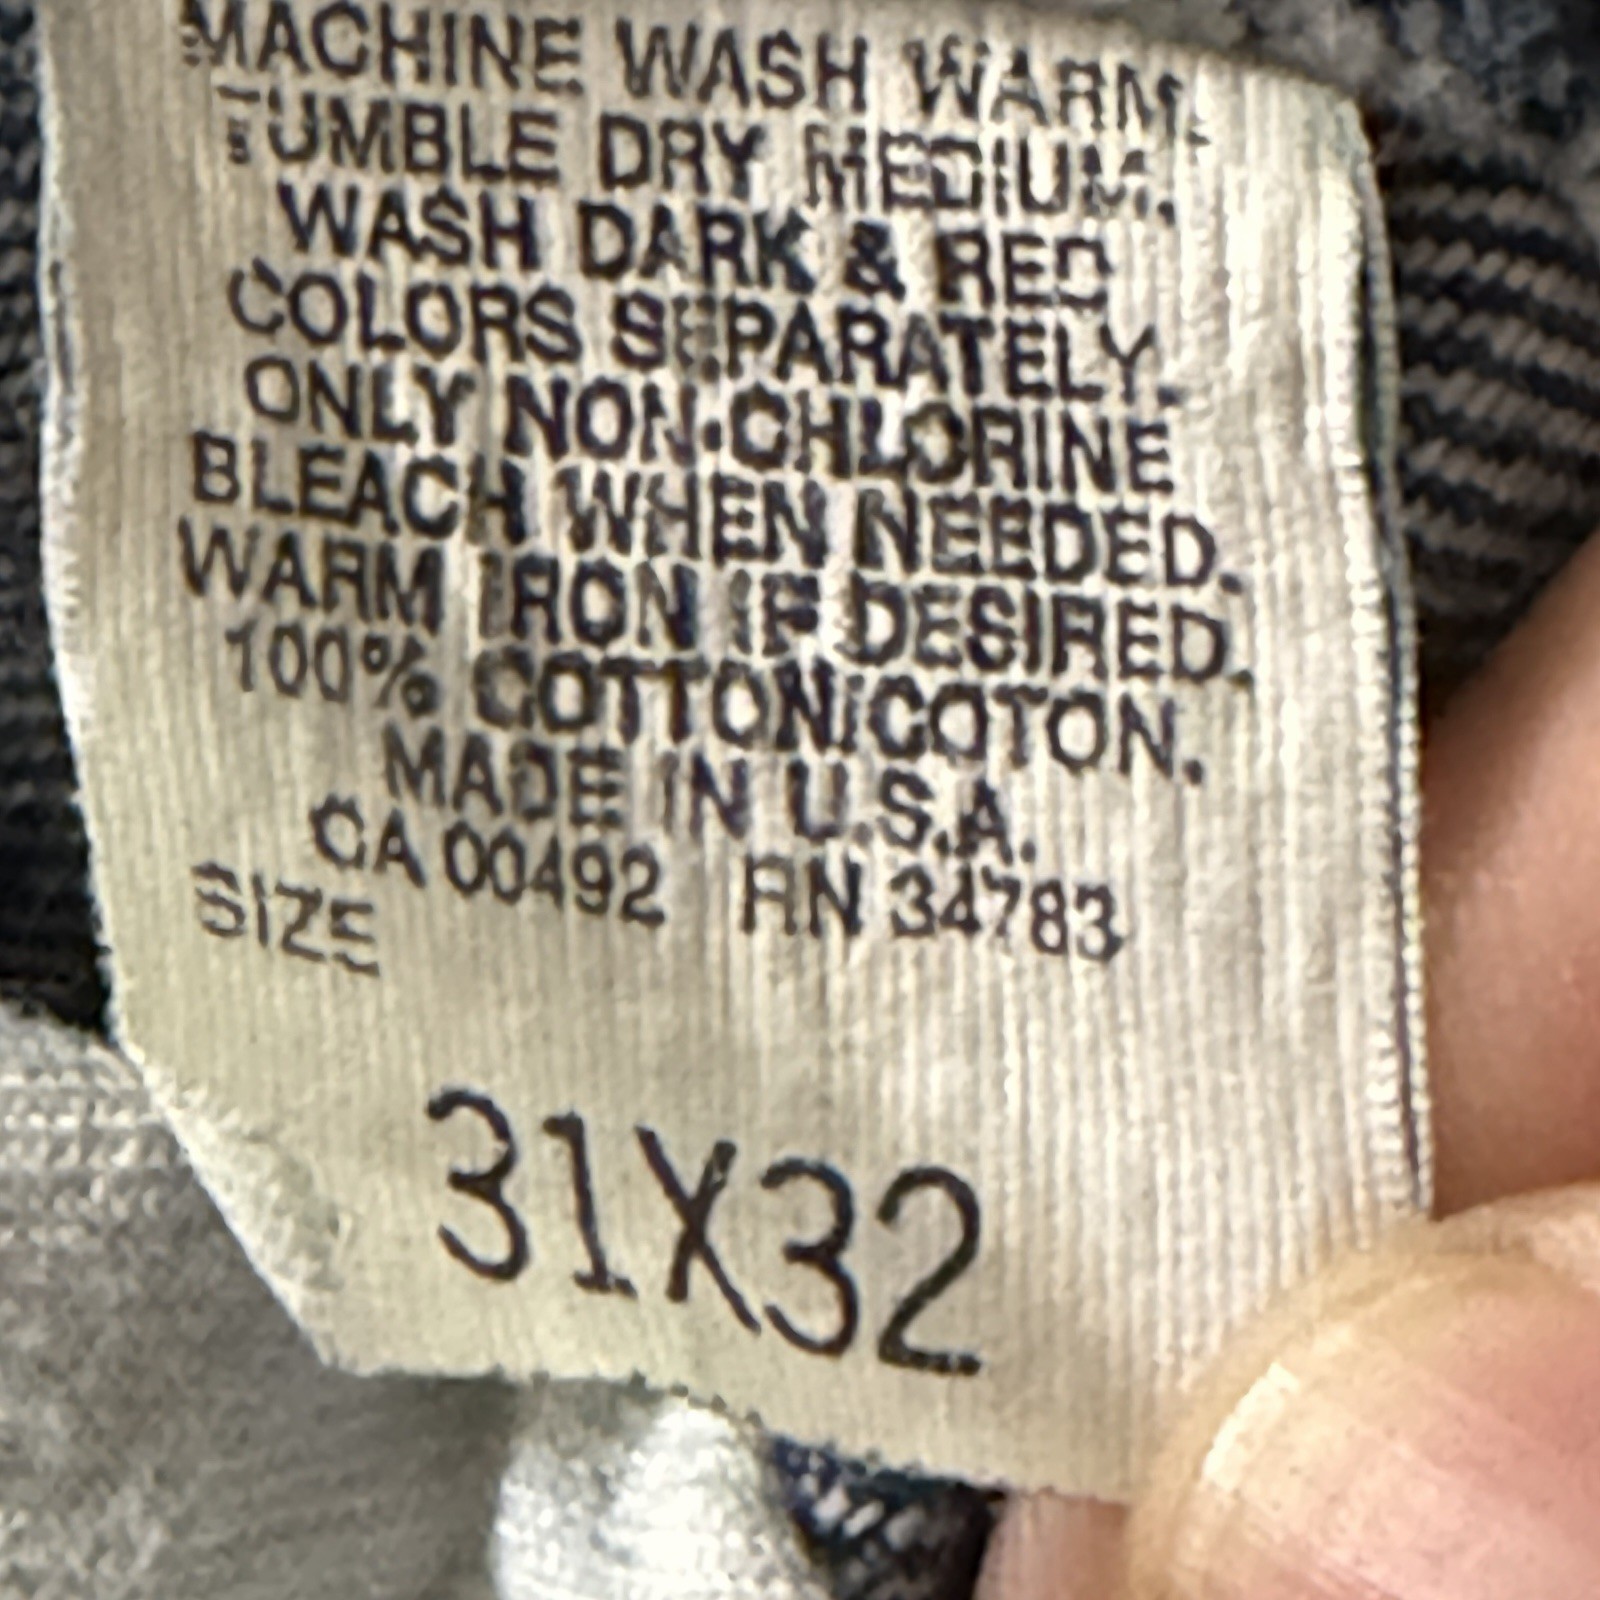 MACHINE WASH WARM.
TUMBLE DRY MEDIUM.
WASH DARK & RED
COLORS SEPARATELY.
ONLY NON-CHLORINE
BLEACH WHEN NEEDED.
WARM IRON IF DESIRED.
100% COTTON/COTON.
MADE IN U.S.A.
CA 00492 RN 34783
SIZE
31X32